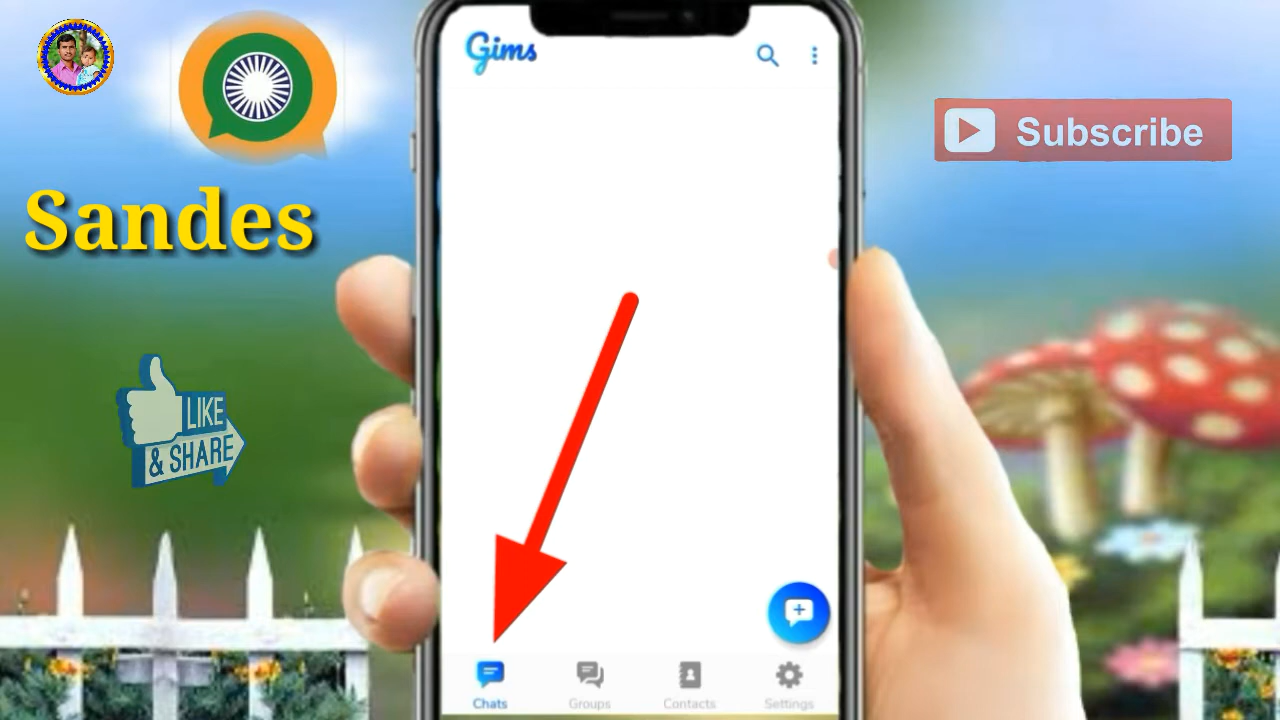 Gims
Subscribe
Sandes
LIKE
& SHARE
Chats
Groups
Contacts
Settings